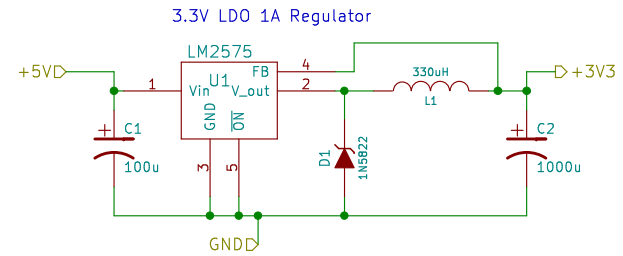 3.3V LDO 1A Regulator
LM2575
+5V
1
Vin
U1
FB
V_out
4
2
GND
ON
3
5
330uH
L1
+3V3
C1
100u
D1
1N5822
C2
1000u
GND